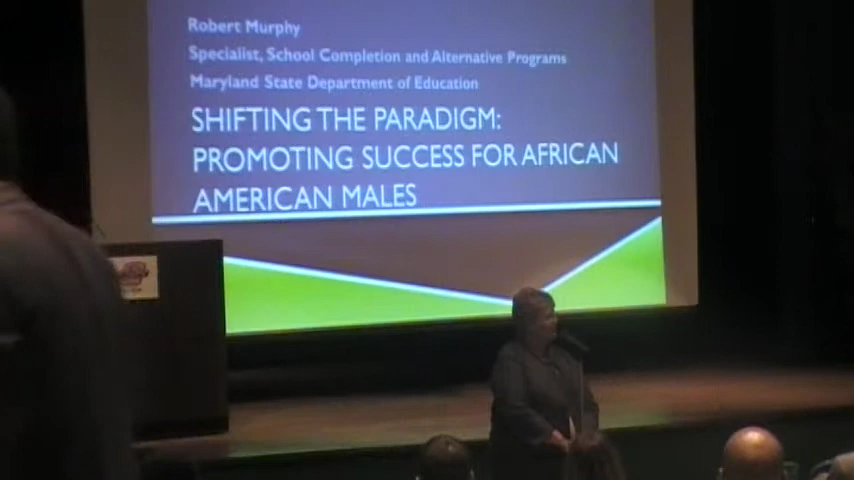 Robert Murphy
Specialist, School Completion and Alternative Programs
Maryland State Department of Education
SHIFTING THE PARADIGM:
PROMOTING SUCCESS FOR AFRICAN
AMERICAN MALES